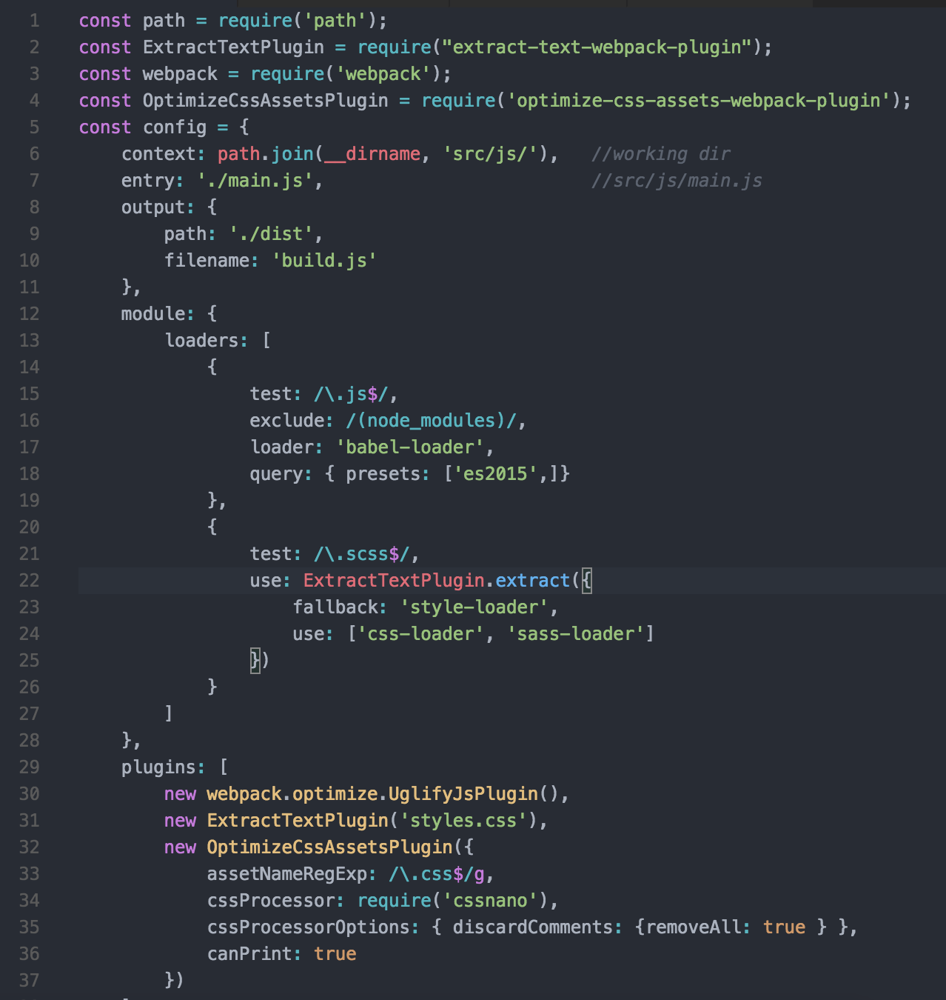 1 const path = require('path');
2 const ExtractTextPlugin = require("extract-text-webpack-plugin");
3 const webpack = require('webpack');
4 const OptimizeCssAssetsPlugin = require('optimize-css-assets-webpack-plugin');
5 const config = {
6     context: path.join(__dirname, 'src/js/'),   //working dir
7     entry: './main.js',                         //src/js/main.js
8     output: {
9         path: './dist',
10         filename: 'build.js'
11     },
12     module: {
13         loaders: [
14             {
15                 test: /\.js$/,
16                 exclude: /(node_modules)/,
17                 loader: 'babel-loader',
18                 query: { presets: ['es2015',]}
19             },
20             {
21                 test: /\.scss$/,
22                 use: ExtractTextPlugin.extract({
23                     fallback: 'style-loader',
24                     use: ['css-loader', 'sass-loader']
25                 })
26             }
27         ]
28     },
29     plugins: [
30         new webpack.optimize.UglifyJsPlugin(),
31         new ExtractTextPlugin('styles.css'),
32         new OptimizeCssAssetsPlugin({
33             assetNameRegExp: /\.css$/g,
34             cssProcessor: require('cssnano'),
35             cssProcessorOptions: { discardComments: {removeAll: true } },
36             canPrint: true
37         })